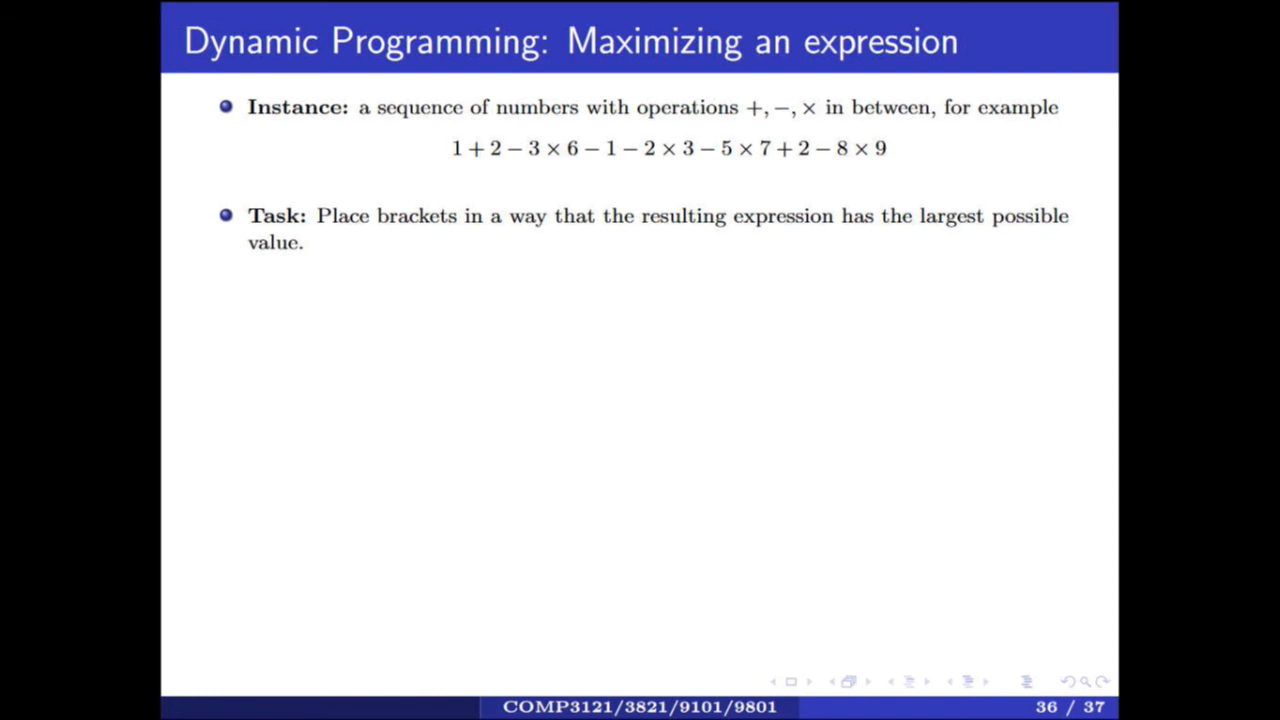 Dynamic Programming: Maximizing an expression
Instance: a sequence of numbers with operations +, −, × in between, for example
1 + 2 − 3 × 6 − 1 − 2 × 3 − 5 × 7 + 2 − 8 × 9
Task: Place brackets in a way that the resulting expression has the largest possible
value.
COMP3121/3821/9101/9801
36 / 37